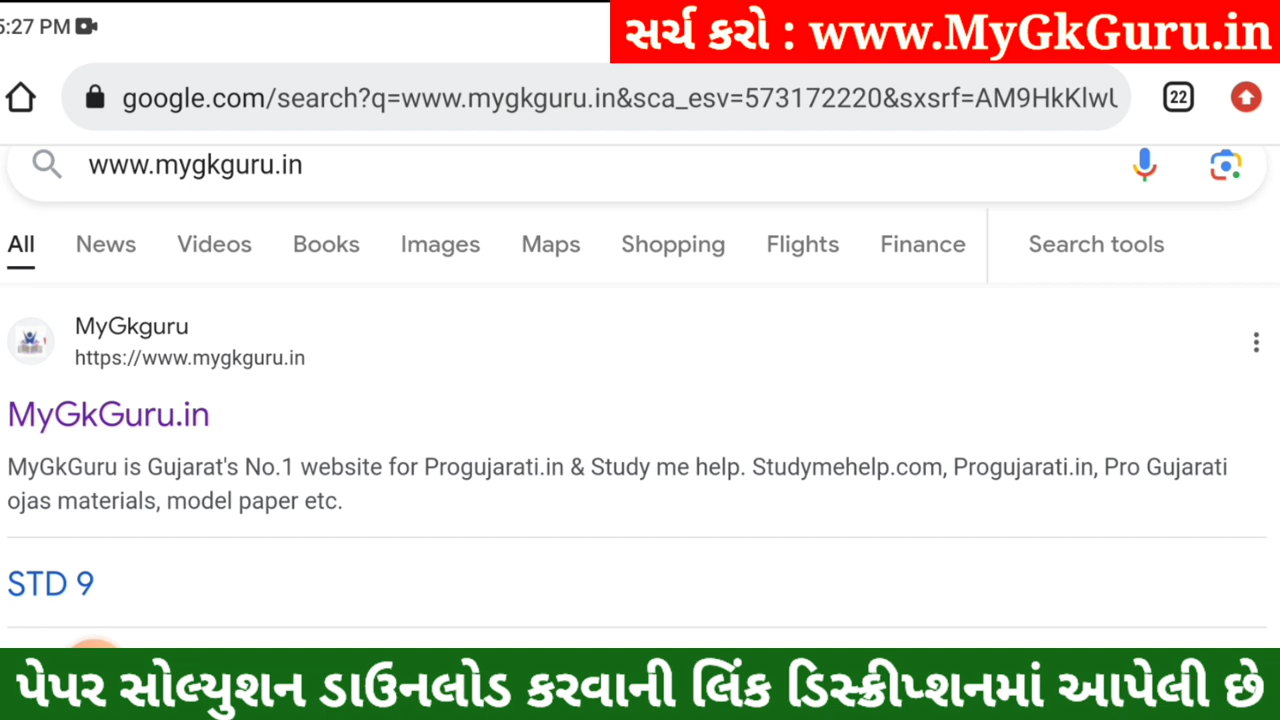 5:27 PM
સર્ચ કરો : www.MyGkGuru.in
google.com/search?q=www.mygkguru.in&sca_esv=573172220&sxsrf=AM9HkKlwU
22
www.mygkguru.in
All News Videos Books Images Maps Shopping Flights Finance Search tools
MyGkguru
https://www.mygkguru.in
MyGkGuru.in
MyGkGuru is Gujarat's No.1 website for Progujarati.in & Study me help. Studymehelp.com, Progujarati.in, Pro Gujarati
ojas materials, model paper etc.
STD 9
પેપર સોલ્યુશન ડાઉનલોડ કરવાની લિંક ડિસ્ક્રીપ્શનમાં આપેલી છે